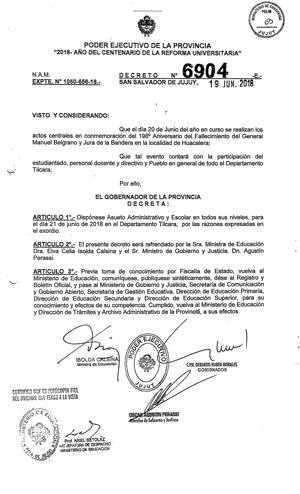 PODER EJECUTIVO DE LA PROVINCIA
"2018- AÑO DEL CENTENARIO DE LA REFORMA UNIVERSITARIA"
N.A.M.
DECRETO Nº 6904 -E.-
EXPTE. Nº 1050-656-18.-
SAN SALVADOR DE JUJUY, 19 JUN. 2018
VISTO Y CONSIDERANDO:
Que el día 20 de Junio del año en curso se realizan los
actos centrales en conmemoración del 198º Aniversario del Fallecimiento del General
Manuel Belgrano y Jura de la Bandera en la localidad de Huacalera;
Que tal evento contará con la participación del
estudiantado, personal docente y directivo y Pueblo en general de todo el Departamento
Tilcara;
Por ello,
EL GOBERNADOR DE LA PROVINCIA
DECRETA:
ARTICULO 1º.- Dispónese Asueto Administrativo y Escolar en todos sus niveles, para el
día 21 de junio de 2018 en el Departamento Tilcara, por las razones expresadas en
el exordio.
ARTICULO 2º.- El presente decreto será refrendado por la Sra. Ministra de Educación
Dra. Elva Celia Isolda Calsina y el Sr. Ministro de Gobierno y Justicia. Dn. Agustin
Perassi.
ARTICULO 3º.- Previa toma de conocimiento por Fiscalía de Estado, vuelva al
Ministerio de Educación, comuníquese, publíquese sintéticamente, dése al Registro y
Boletín Oficial, y pase al Ministerio de Gobierno y Justicia, Secretaría de Comunicación
y Gobierno Abierto, Secretaría de Gestión Educativa, Dirección de Educación Primaria,
Dirección de Educación Secundaria y Dirección de Educación Superior, para su
conocimiento y efectos de su competencia. Cumplido, vuelva al Ministerio de Educación
y Dirección de Trámites y Archivo Administrativo de la Provincia, a sus efectos.
ISOLDA CALSINA
Ministra de Educación
C.P.N. GERARDO RUBEN MORALES
GOBERNADOR
JUJUY
CERTIFICO QUE ES FOTOCOPIA FIEL
DEL ORIGINAL QUE TENGO A LA VISTA
OSCAR AGUSTIN PERASSI
Ministro de Gobierno y Justicia
Prof. ARIEL BETOLAZ
A/C JEFATURA DE DESPACHO
MINISTERIO DE EDUCACION